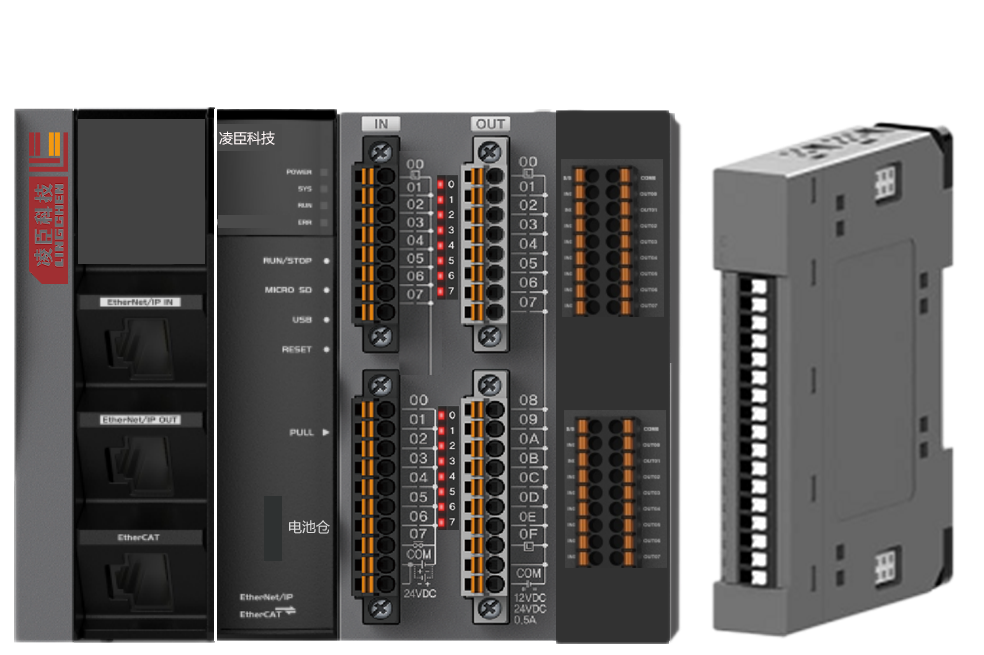 凌臣科技
LINGCHEN
EtherNet/IP IN
EtherNet/IP OUT
EtherCAT
凌臣科技
POWER
SYS
RUN
ERR
RUN/STOP
MICRO SD
USB
RESET
PULL
电池仓
EtherNet/IP
EtherCAT
IN
00
01
02
03
04
05
06
07
0
1
2
3
4
5
6
7
00
01
02
03
04
05
06
07
COM
24VDC
0
1
2
3
4
5
6
7
OUT
00
01
02
03
04
05
06
07
08
09
0A
0B
0C
0D
0E
0F
COM
12VDC
24VDC
0.5A